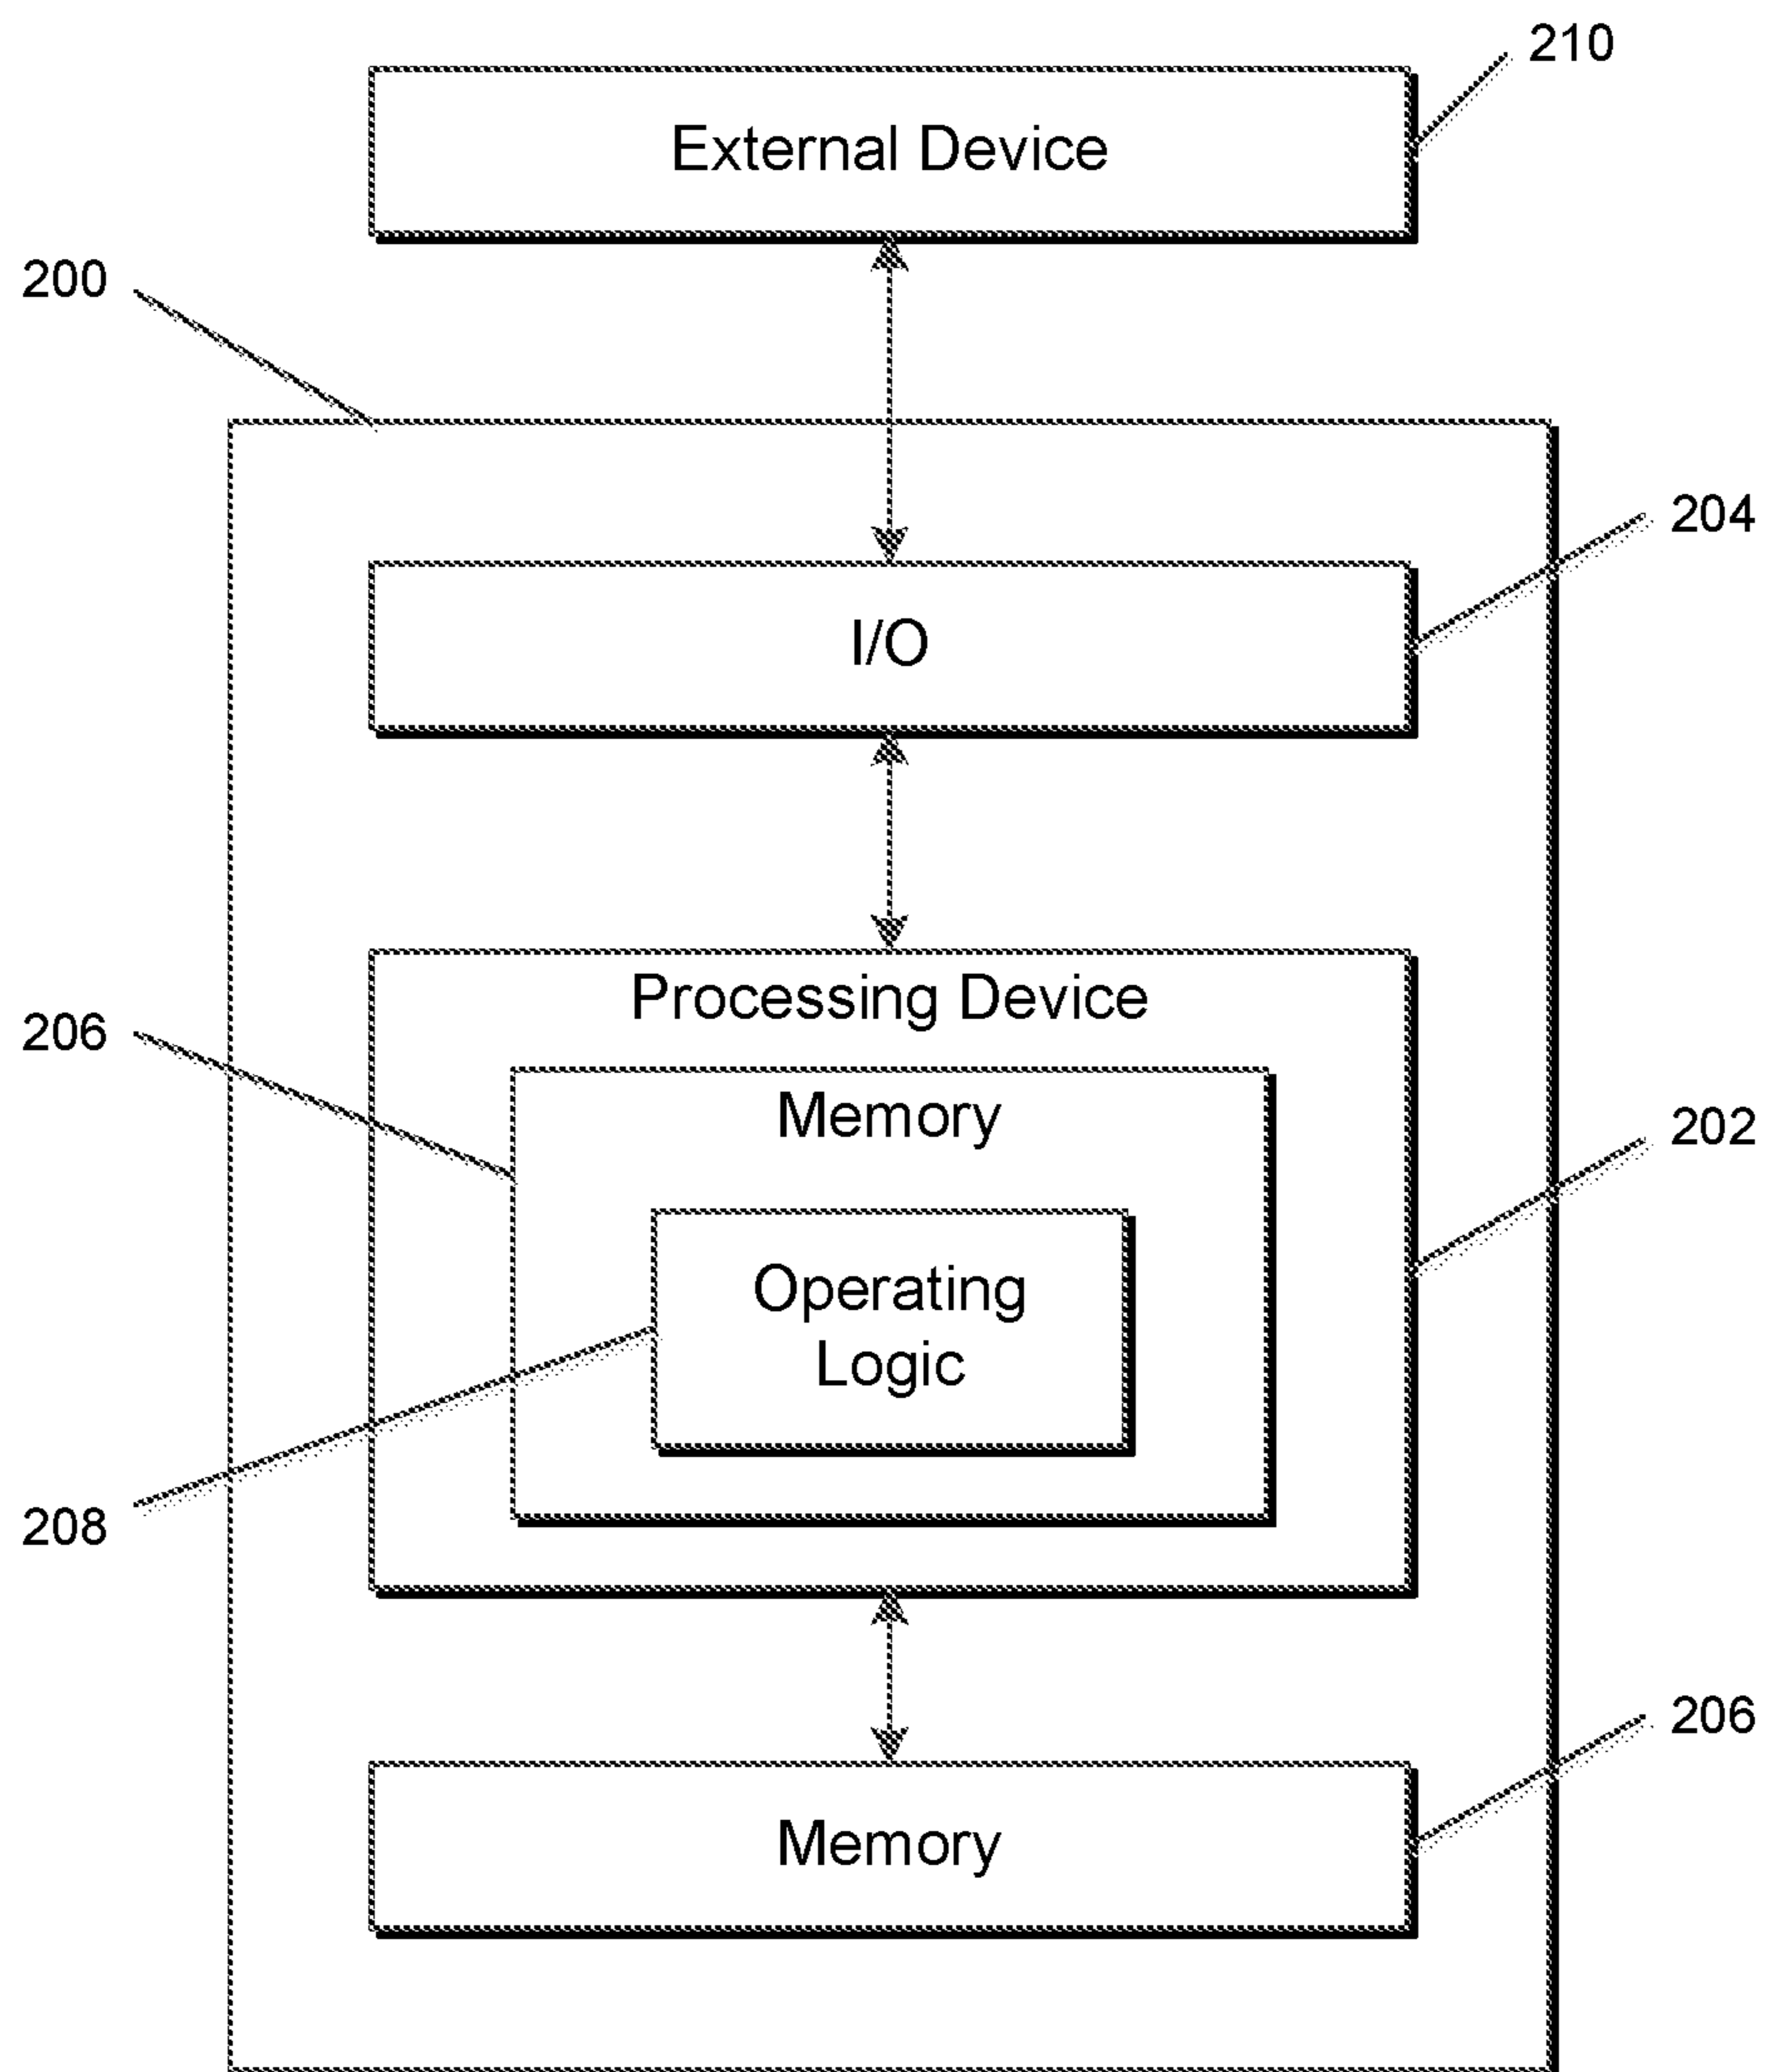 210
External Device
200
204
I/O
Processing Device
206
Memory
202
Operating
Logic
208
206
Memory